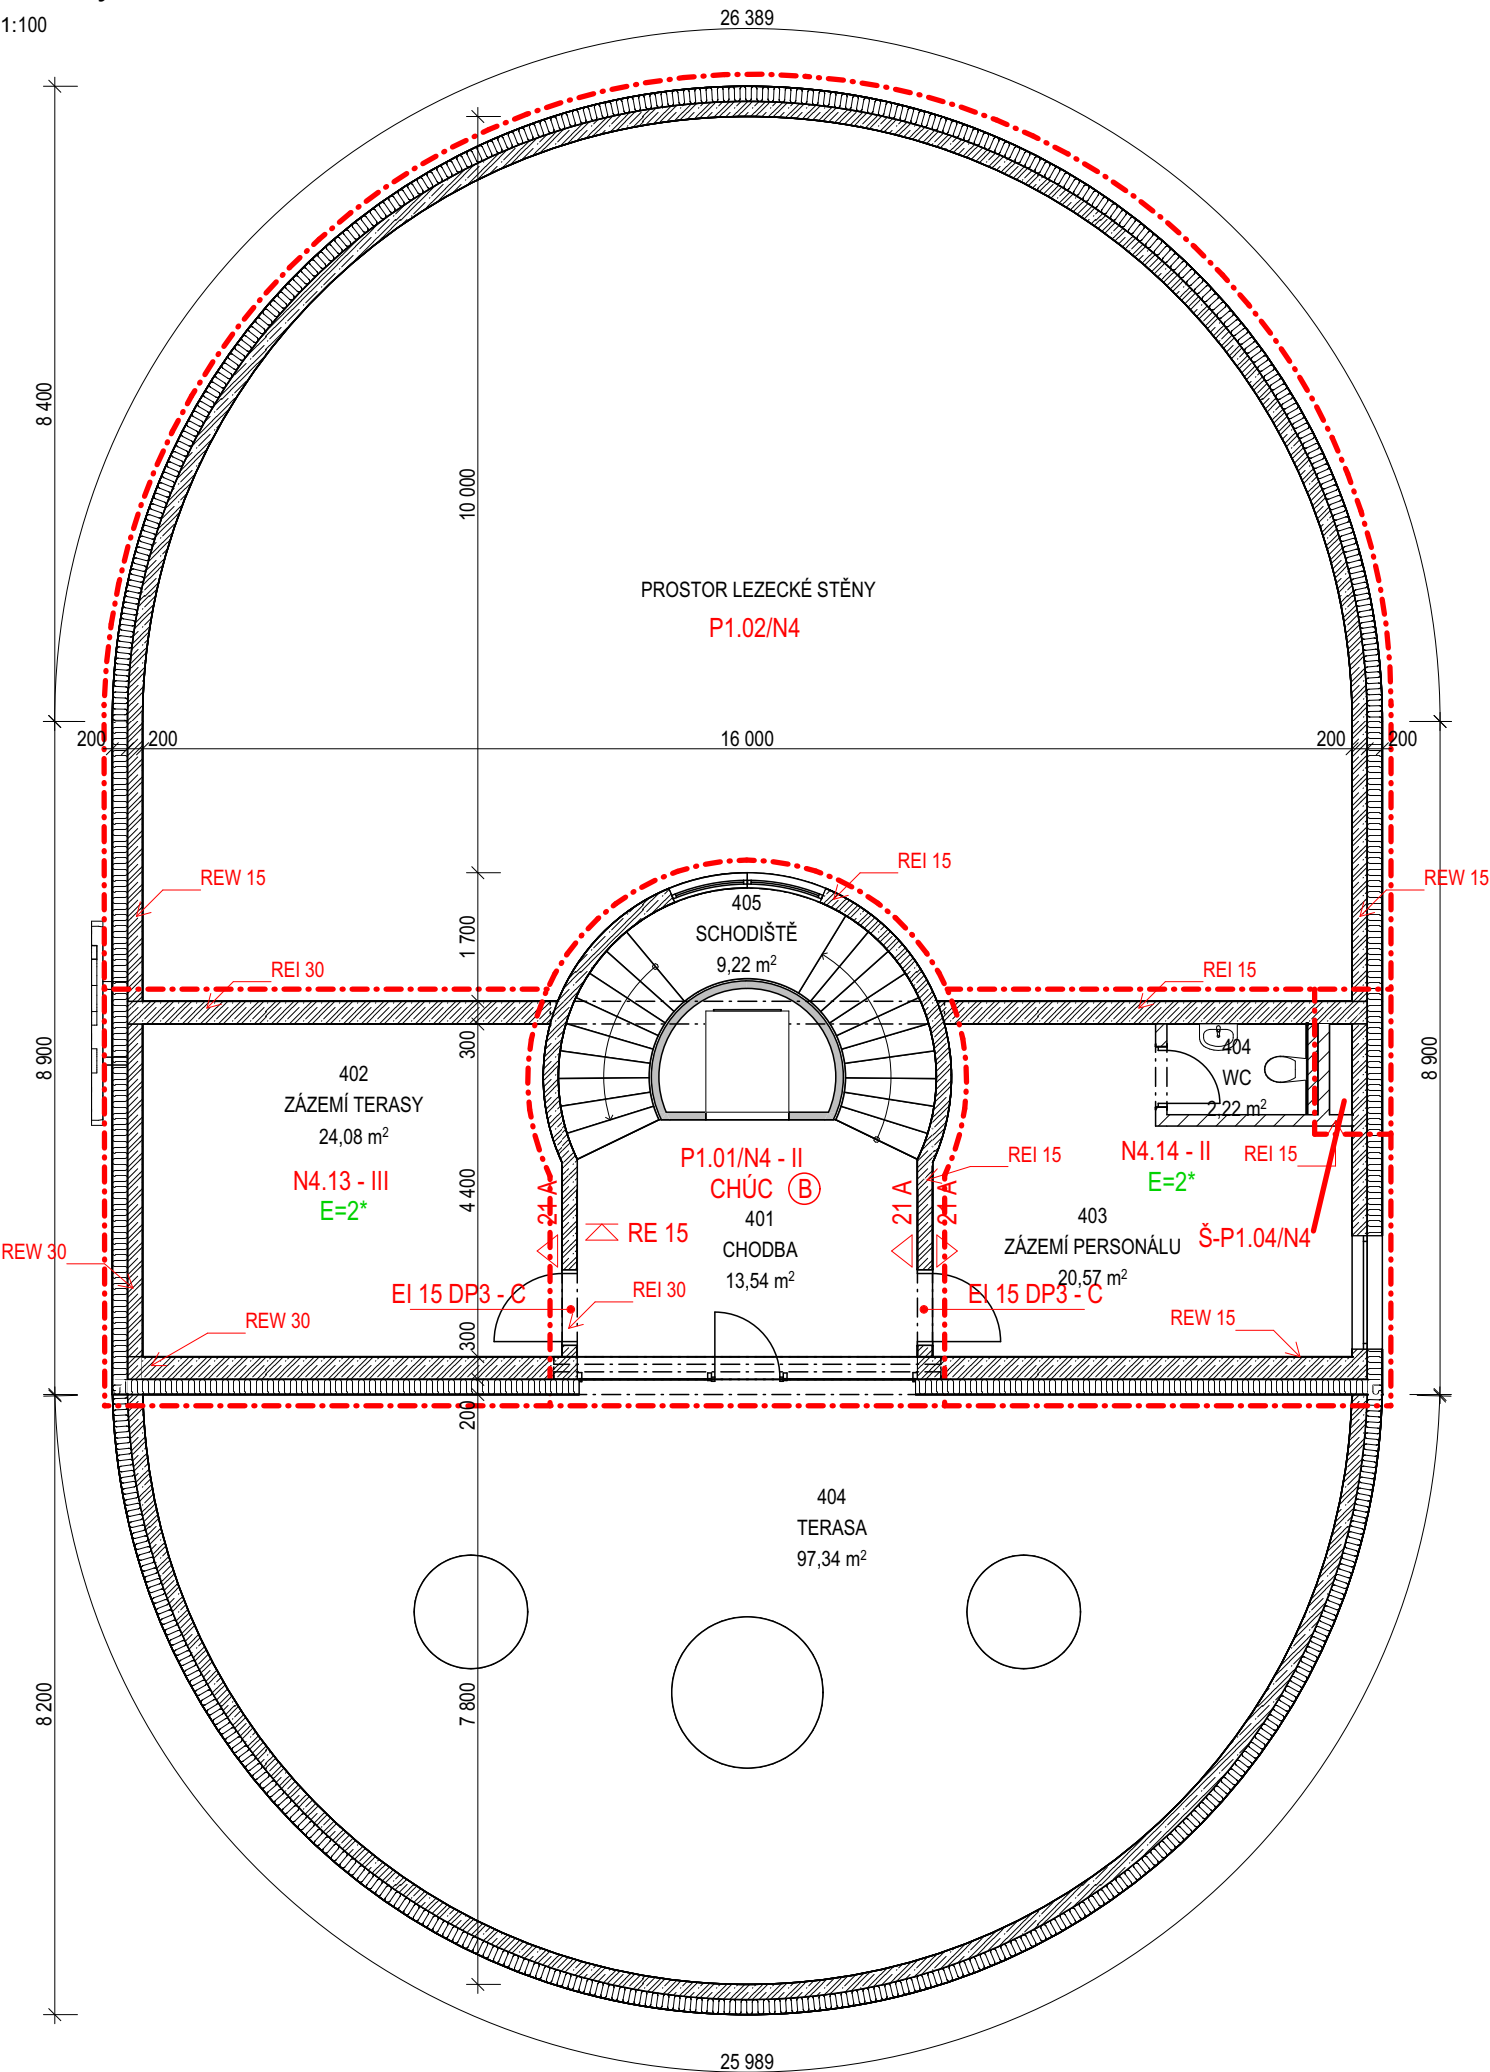 1:100
26 389
8 400
10 000
PROSTOR LEZECKÉ STĚNY
P1.02/N4
200
200
16 000
200
200
REW 15
REI 15
REW 15
405
SCHODIŠTĚ
9,22 m²
1 700
REI 30
REI 15
300
8 900
8 900
402
ZÁZEMÍ TERASY
24,08 m²
N4.13 - III
E=2*
404
WC
2,22 m²
P1.01/N4 - II
CHÚC B
REI 15
N4.14 - II
E=2*
REI 15
4 400
21 A
21 A
21 A
RE 15
401
CHODBA
13,54 m²
403
ZÁZEMÍ PERSONÁLU
20,57 m²
Š-P1.04/N4
REW 30
EI 15 DP3 - C
REI 30
EI 15 DP3 - C
REW 30
REW 15
300
200
404
TERASA
97,34 m²
8 200
7 800
25 989